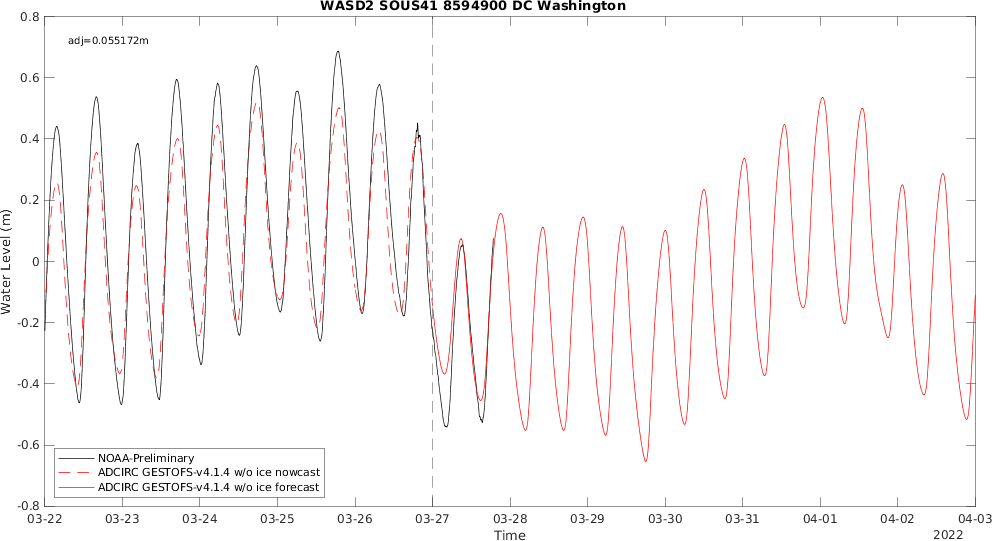 WASD2 SOUS41 8594900 DC Washington
adj=0.055172m
0.8
0.6
0.4
0.2
0
-0.2
-0.4
-0.6
-0.8
Water Level (m)
NOAA-Preliminary
ADCIRC GESTOFS-v4.1.4 w/o ice nowcast
ADCIRC GESTOFS-v4.1.4 w/o ice forecast
03-22 03-23 03-24 03-25 03-26 03-27 03-28 03-29 03-30 03-31 04-01 04-02 04-03
Time
2022